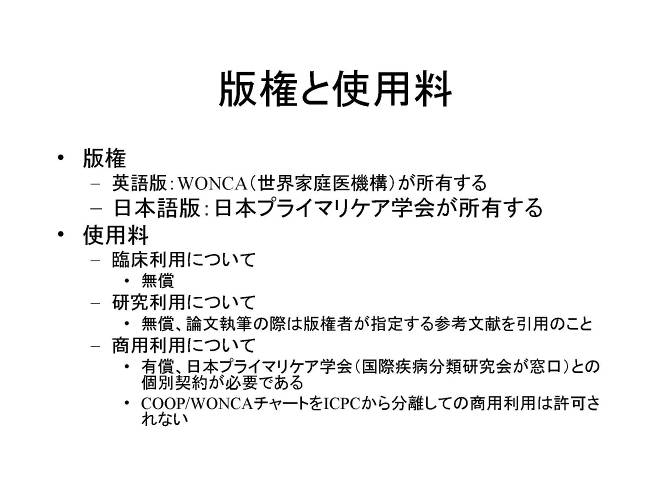 版権と使用料
• 版権
– 英語版：WONCA（世界家庭医機構）が所有する
– 日本語版：日本プライマリケア学会が所有する
• 使用料
– 臨床利用について
• 無償
– 研究利用について
• 無償、論文執筆の際は版権者が指定する参考文献を引用のこと
– 商用利用について
• 有償、日本プライマリケア学会（国際疾病分類研究会が窓口）との
個別契約が必要である
• COOP/WONCAチャートをICPCから分離しての商用利用は許可さ
れない